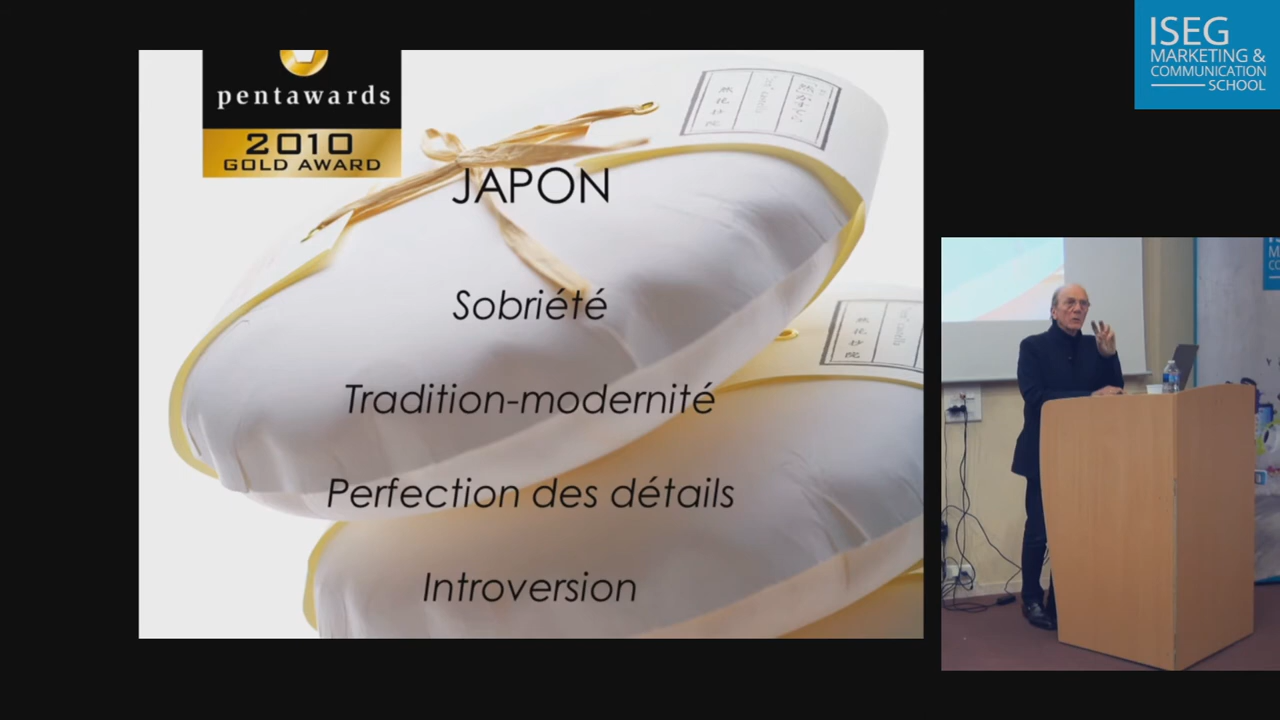 pentawards
2010
GOLD AWARD
JAPON
Sobriété
Tradition-modernité
Perfection des détails
Introversion
ISEG
MARKETING &
COMMUNICATION
SCHOOL